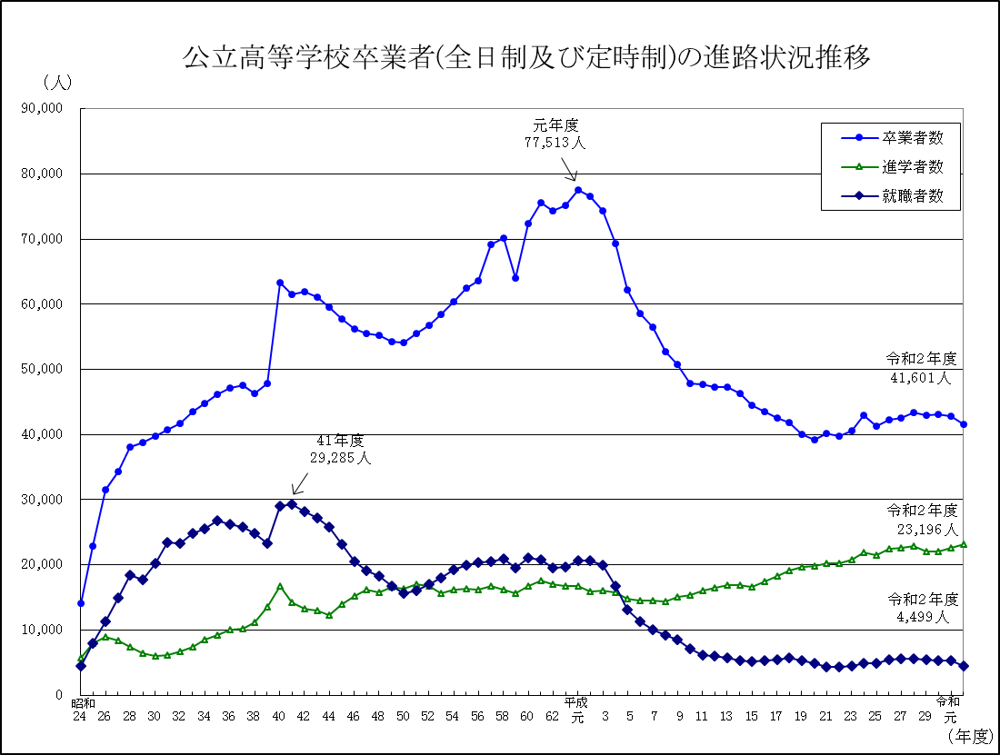 公立高等学校卒業者(全日制及び定時制)の進路状況推移
(人)
90,000
80,000
70,000
60,000
50,000
40,000
30,000
20,000
10,000
0
元年度
77,513人
卒業者数
進学者数
就職者数
令和2年度
41,601人
41年度
29,285人
令和2年度
23,196人
令和2年度
4,499人
昭和 平成 令和
24 26 28 30 32 34 36 38 40 42 44 46 48 50 52 54 56 58 60 62 元 3 5 7 9 11 13 15 17 19 21 23 25 27 29 元
(年度)